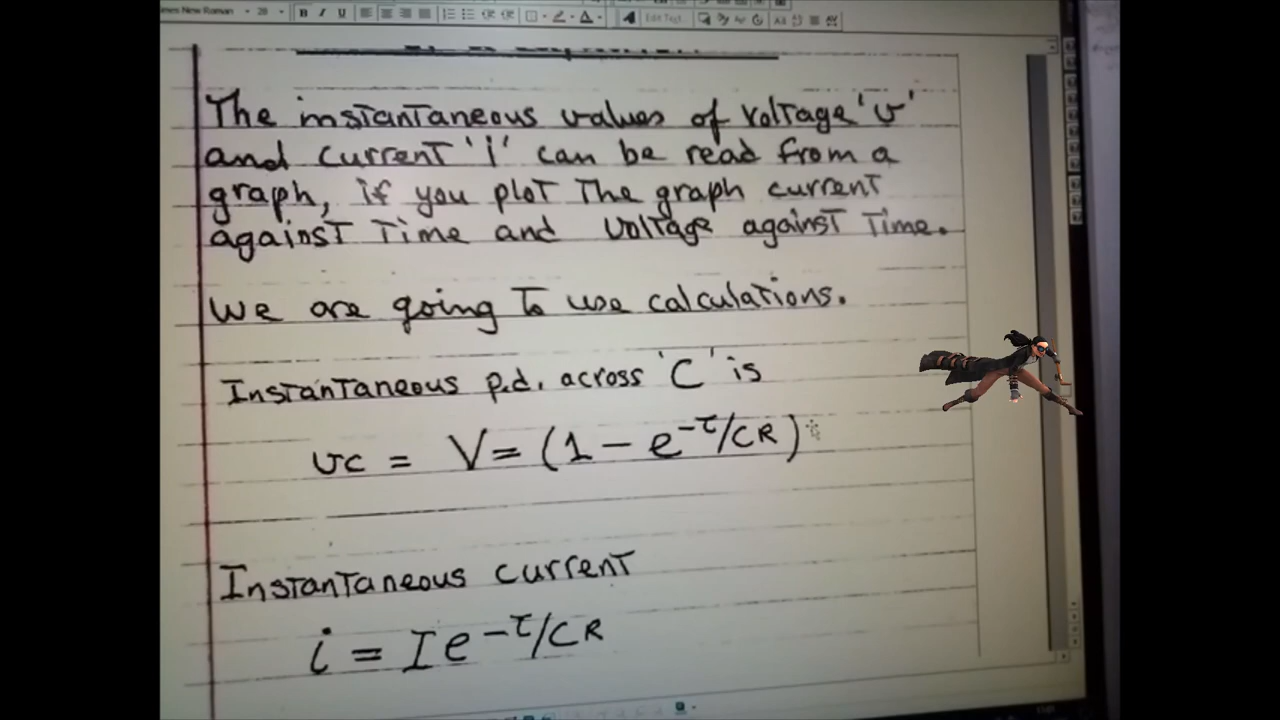 The instantaneous values of voltage 'v'
and current 'i' can be read from a
graph, if you plot the graph current
against time and voltage against time.
We are going to use calculations.
Instantaneous p.d. across 'C' is
vc = V= (1 – e^-t/CR)
Instantaneous current
i = I e^-t/CR